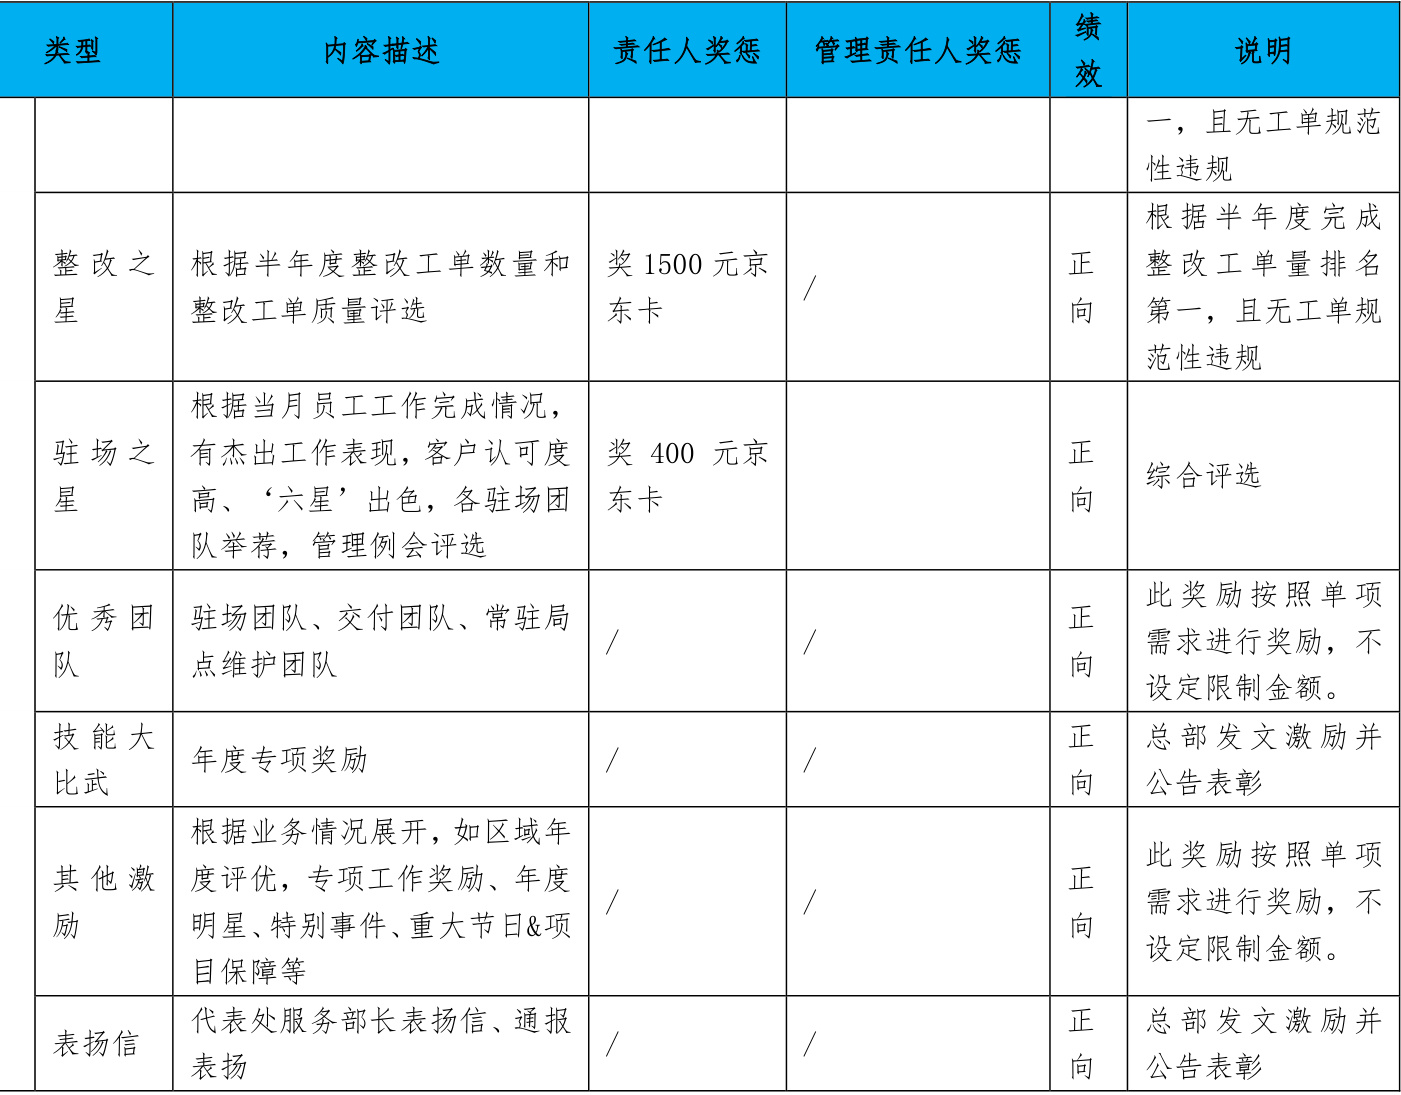 类型 内容描述 责任人奖惩 管理责任人奖惩 绩效 说明
一，且无工单规范
性违规
整改之
星
根据半年度整改工单数量和
整改工单质量评选
奖 1500 元京
东卡
/
正
向
根据半年度完成
整改工单量排名
第一，且无工单规
范性违规
驻场之
星
根据当月员工工作完成情况，
有杰出工作表现，客户认可度
高、‘六星’出色，各驻场团
队举荐，管理例会评选
奖 400 元京
东卡
正
向
综合评选
优秀团
队
驻场团队、交付团队、常驻局
点维护团队
/
/
正
向
此奖励按照单项
需求进行奖励，不
设定限制金额。
技能大
比武
年度专项奖励
/
/
正
向
总部发文激励并
公告表彰
其他激
励
根据业务情况展开，如区域年
度评优，专项工作奖励、年度
明星、特别事件、重大节日&项
目保障等
/
/
正
向
此奖励按照单项
需求进行奖励，不
设定限制金额。
表扬信
代表处服务部长表扬信、通报
表扬
/
/
正
向
总部发文激励并
公告表彰